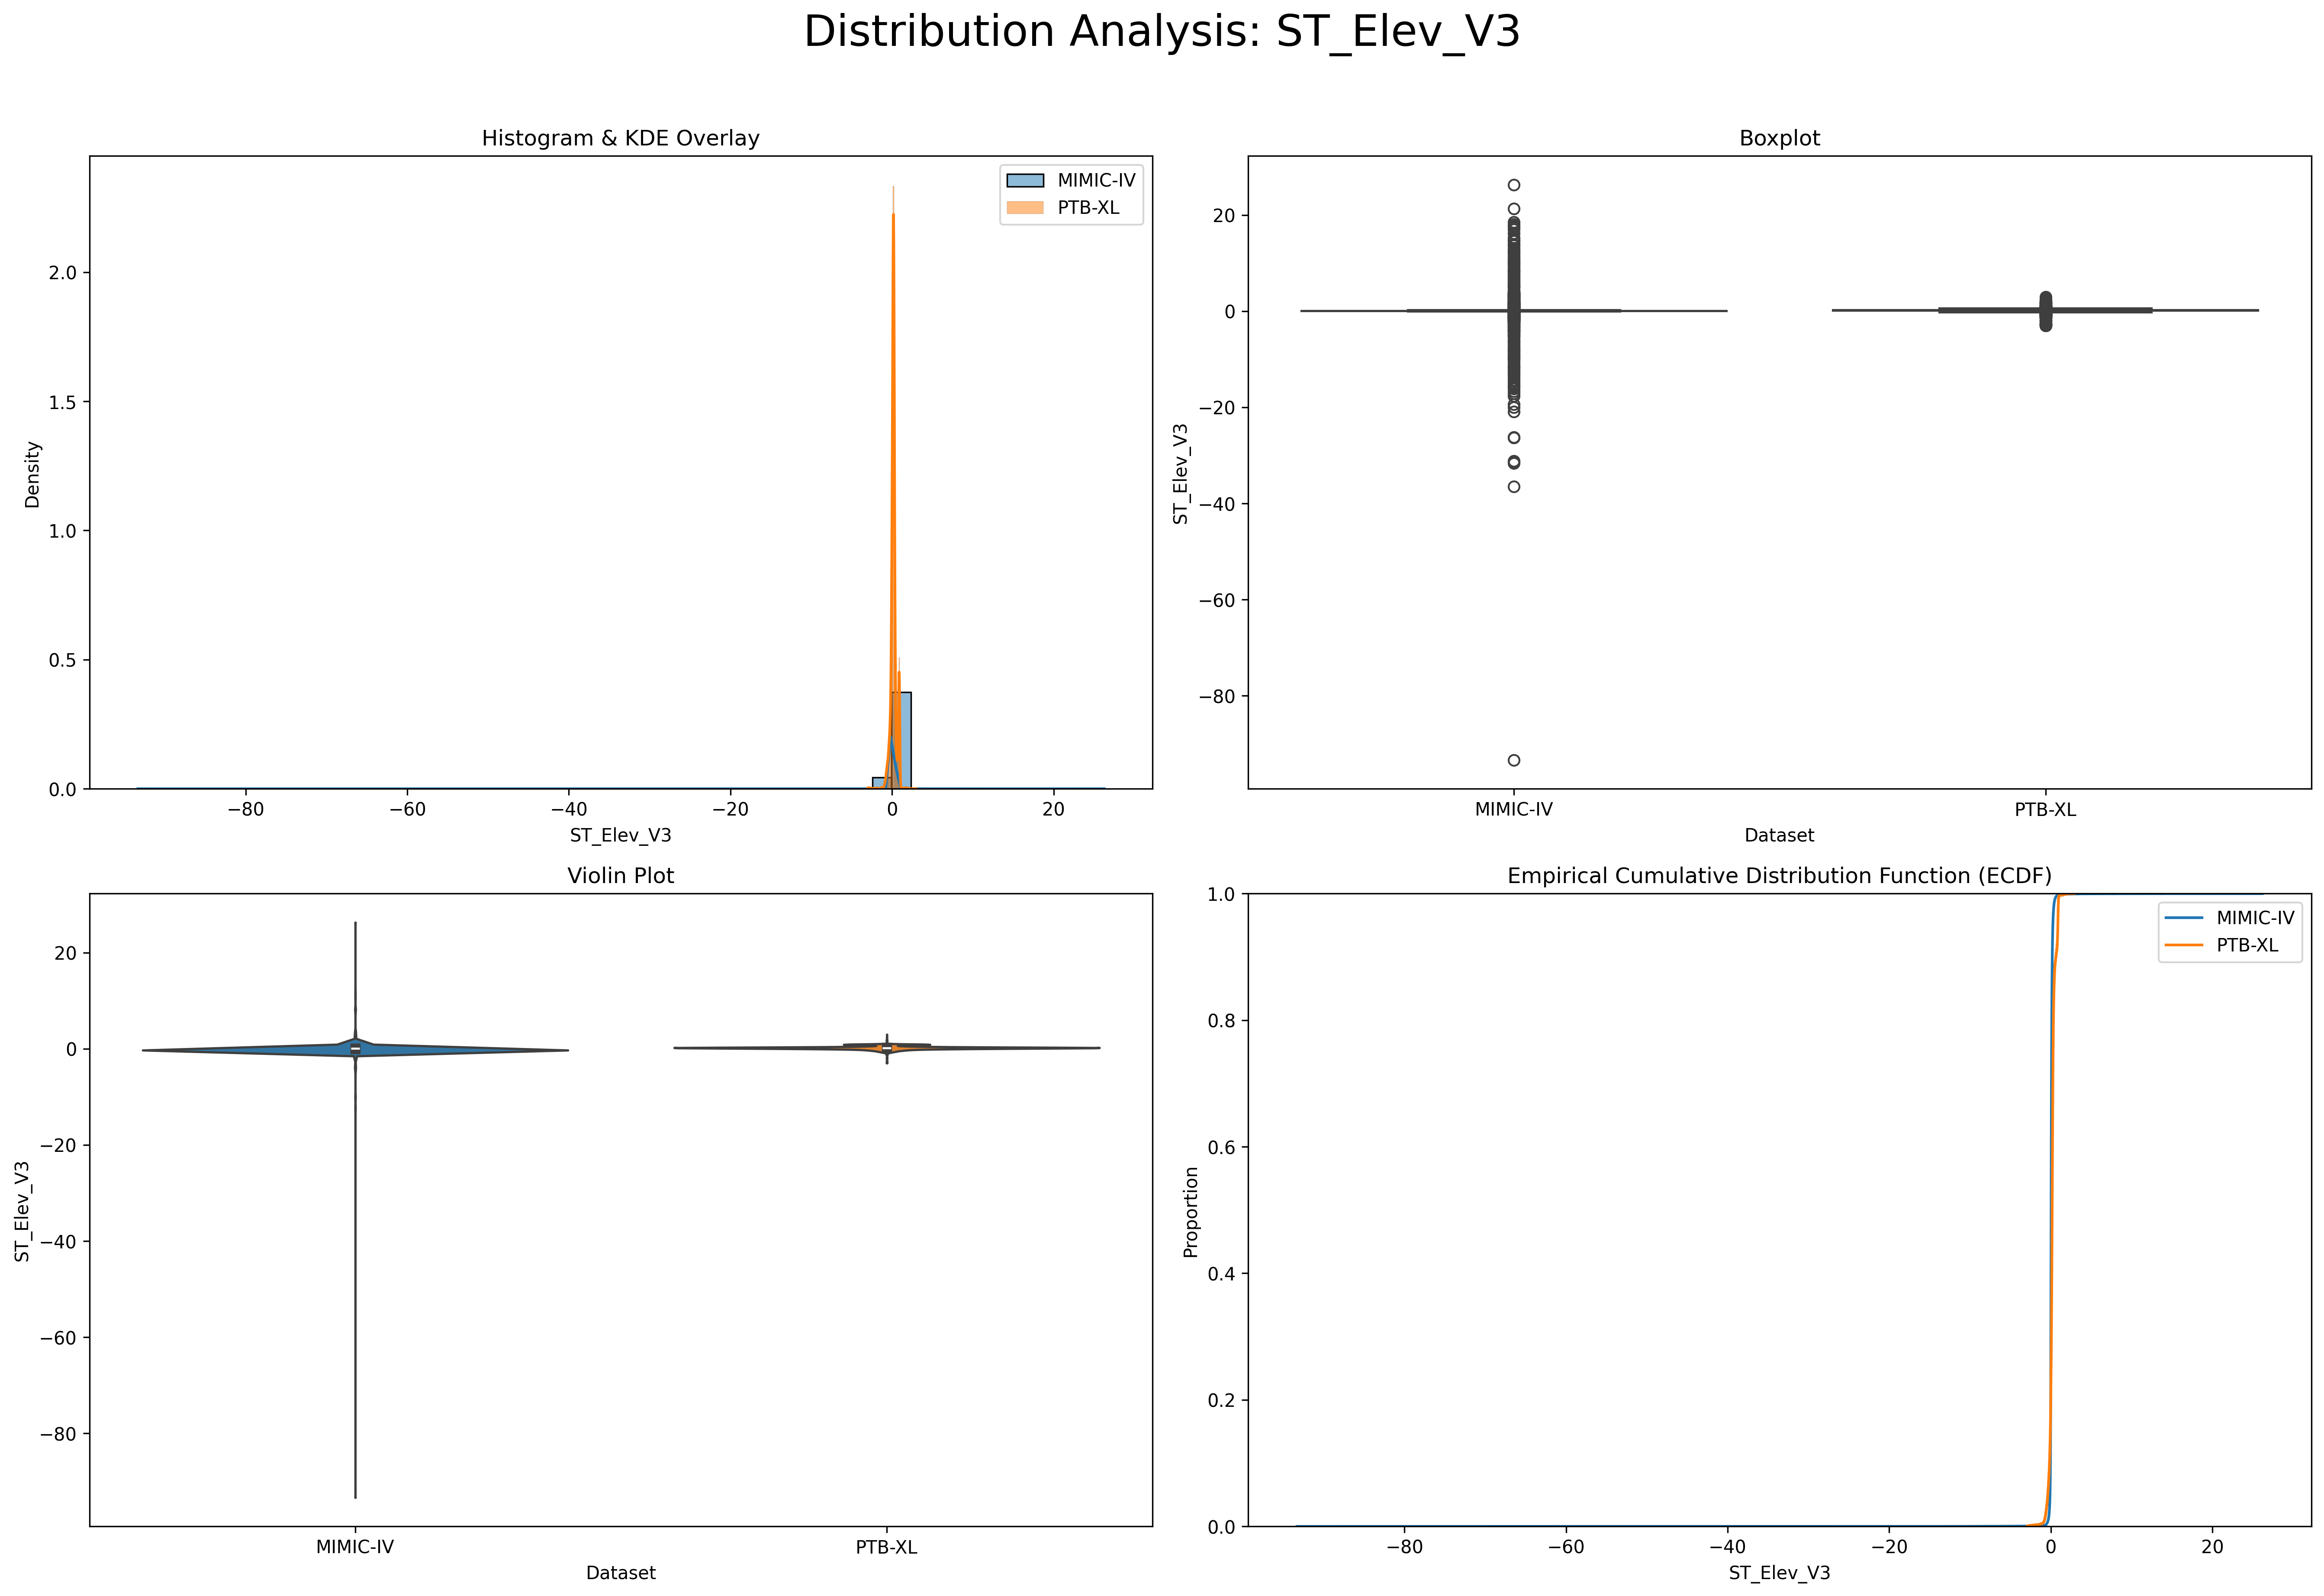 Distribution Analysis: ST_Elev_V3
Histogram & KDE Overlay
MIMIC-IV
PTB-XL
2.0
1.5
1.0
0.5
0.0
Density
−80
−60
−40
−20
0
20
ST_Elev_V3
Boxplot
20
0
−20
−40
−60
−80
ST_Elev_V3
MIMIC-IV
PTB-XL
Dataset
Violin Plot
20
0
−20
−40
−60
−80
ST_Elev_V3
MIMIC-IV
PTB-XL
Dataset
Empirical Cumulative Distribution Function (ECDF)
MIMIC-IV
PTB-XL
1.0
0.8
0.6
0.4
0.2
0.0
Proportion
−80
−60
−40
−20
0
20
ST_Elev_V3